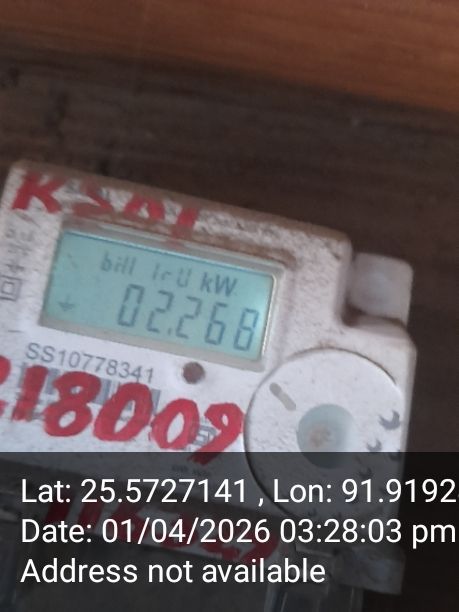 bill kW
02.268
SS10778341
218009
Lat: 25.5727141 , Lon: 91.9192
Date: 01/04/2026 03:28:03 pm
Address not available